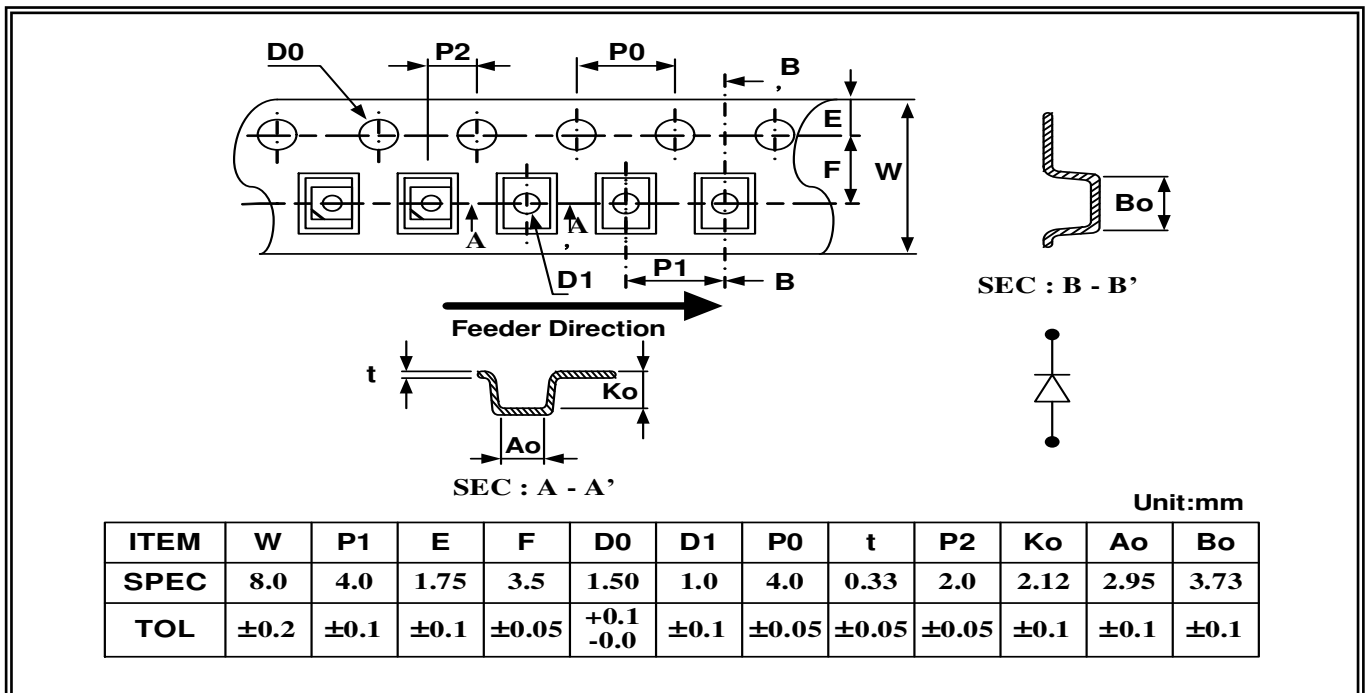 D0 P2 P0 B
,
E
F W
A A
,
D1 P1 B
Bo
SEC : B - B’
Feeder Direction
t Ko
Ao
SEC : A - A’
Unit:mm
ITEM W P1 E F D0 D1 P0 t P2 Ko Ao Bo
SPEC 8.0 4.0 1.75 3.5 1.50 1.0 4.0 0.33 2.0 2.12 2.95 3.73
TOL ±0.2 ±0.1 ±0.1 ±0.05 +0.1 -0.0 ±0.1 ±0.05 ±0.05 ±0.05 ±0.1 ±0.1 ±0.1